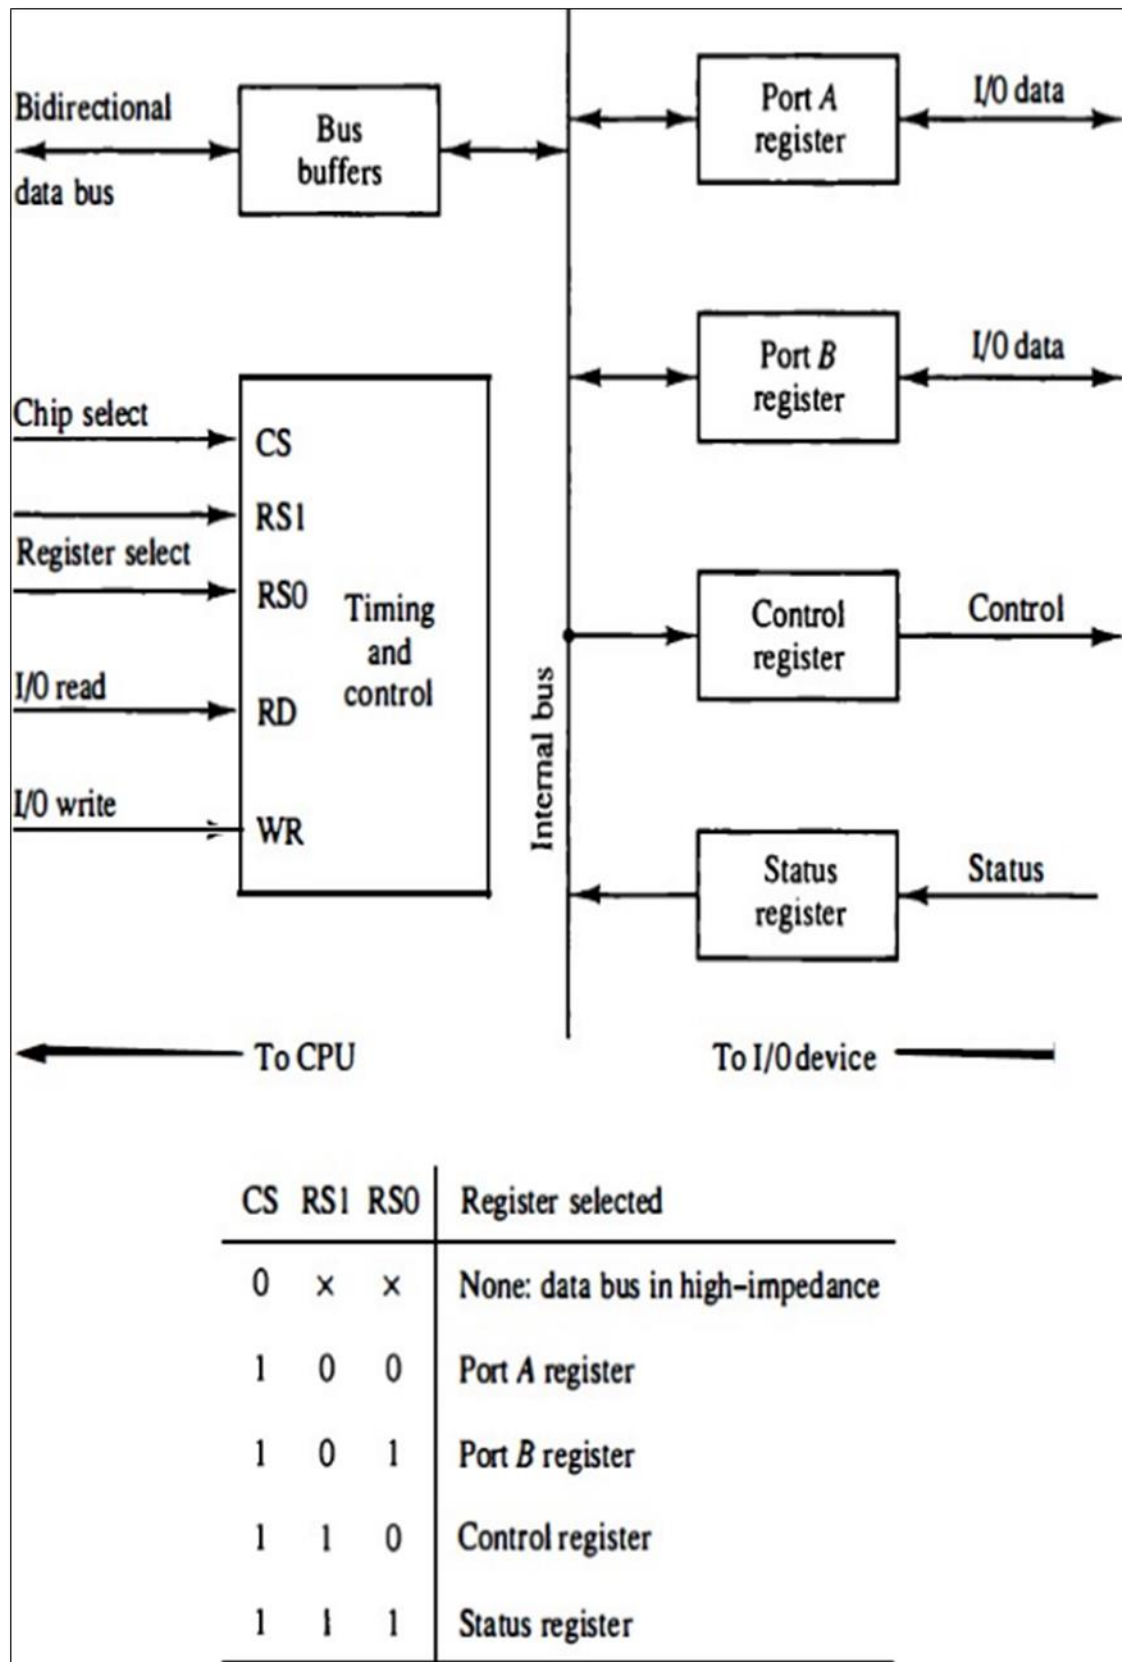 Bidirectional
data bus
Bus
buffers
Port A
register
I/O data
Port B
register
I/O data
Chip select
CS
RS1
Register select
RS0
Timing
and
control
I/O read
RD
I/O write
WR
Internal bus
Control
register
Control
Status
register
Status
To CPU
To I/O device
CS RS1 RS0 Register selected
0 × × None: data bus in high-impedance
1 0 0 Port A register
1 0 1 Port B register
1 1 0 Control register
1 1 1 Status register